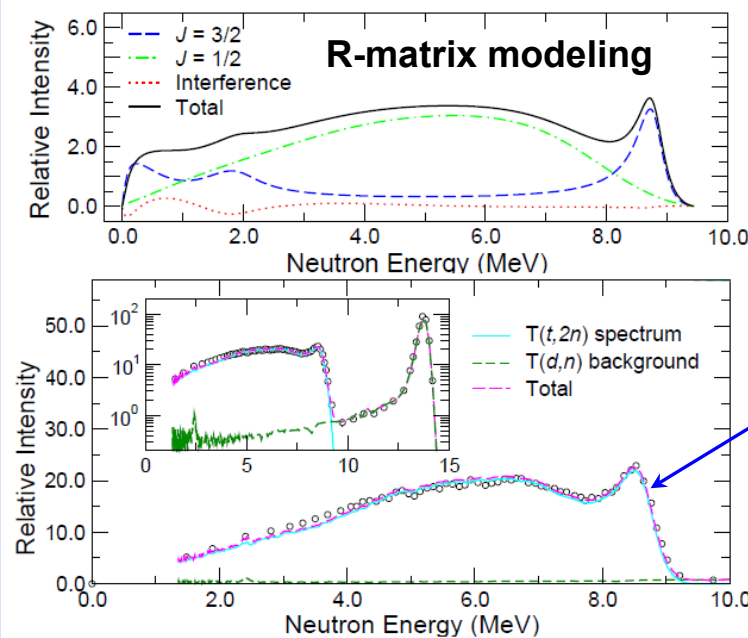 R-matrix modeling
J = 3/2
J = 1/2
Interference
Total
Relative Intensity
6.0
4.0
2.0
0.0
0.0 2.0 4.0 6.0 8.0 10.0
Neutron Energy (MeV)
T(t,2n) spectrum
T(d,n) background
Total
Relative Intensity
50.0
40.0
30.0
20.0
10.0
0.0
10²
10¹
10⁰
0 5 10 15
0.0 2.0 4.0 6.0 8.0 10.0
Neutron Energy (MeV)